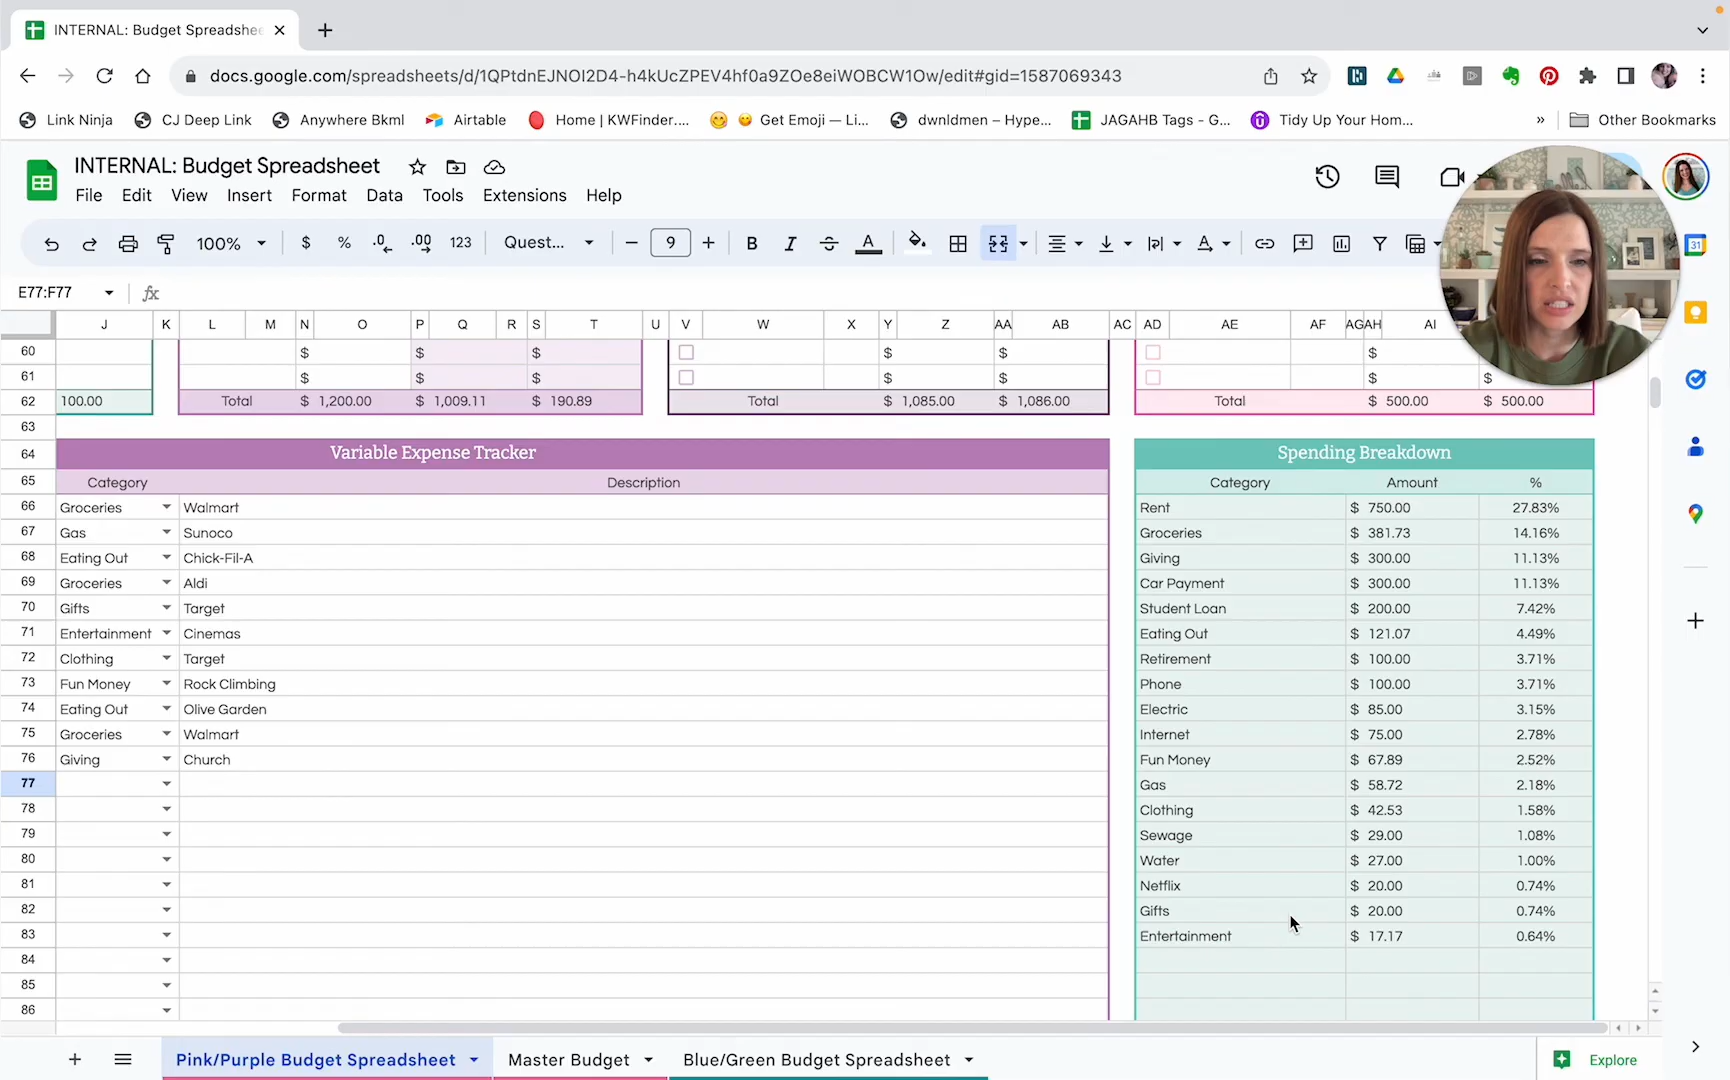 INTERNAL: Budget Spreadshee
docs.google.com/spreadsheets/d/1QPtdnEJNOI2D4-h4kUcZPEV4hf0a9ZOe8eiWOBCW1Ow/edit#gid=1587069343
Link Ninja CJ Deep Link Anywhere Bkml Airtable Home | KWFinder.... Get Emoji — Li... dwnldmen – Hype... JAGAHB Tags - G... Tidy Up Your Hom... » Other Bookmarks
INTERNAL: Budget Spreadsheet
File Edit View Insert Format Data Tools Extensions Help
100% $ % .0 .00 123 Quest... − 9 + B I A
E77:F77 fx
J K L M N O P Q R S T U V W X Y Z AA AB AC AD AE AF AG AH AI
60 $ $ $ $ $ $
61 $ $ $ $ $ $ $
62 100.00 Total $ 1,200.00 $ 1,009.11 $ 190.89 Total $ 1,085.00 $ 1,086.00 Total $ 500.00 $ 500.00
63
64 Variable Expense Tracker Spending Breakdown
65 Category Description Category Amount %
66 Groceries Walmart Rent $ 750.00 27.83%
67 Gas Sunoco Groceries $ 381.73 14.16%
68 Eating Out Chick-Fil-A Giving $ 300.00 11.13%
69 Groceries Aldi Car Payment $ 300.00 11.13%
70 Gifts Target Student Loan $ 200.00 7.42%
71 Entertainment Cinemas Eating Out $ 121.07 4.49%
72 Clothing Target Retirement $ 100.00 3.71%
73 Fun Money Rock Climbing Phone $ 100.00 3.71%
74 Eating Out Olive Garden Electric $ 85.00 3.15%
75 Groceries Walmart Internet $ 75.00 2.78%
76 Giving Church Fun Money $ 67.89 2.52%
77 Gas $ 58.72 2.18%
78 Clothing $ 42.53 1.58%
79 Sewage $ 29.00 1.08%
80 Water $ 27.00 1.00%
81 Netflix $ 20.00 0.74%
82 Gifts $ 20.00 0.74%
83 Entertainment $ 17.17 0.64%
84
85
86
Pink/Purple Budget Spreadsheet Master Budget Blue/Green Budget Spreadsheet Explore